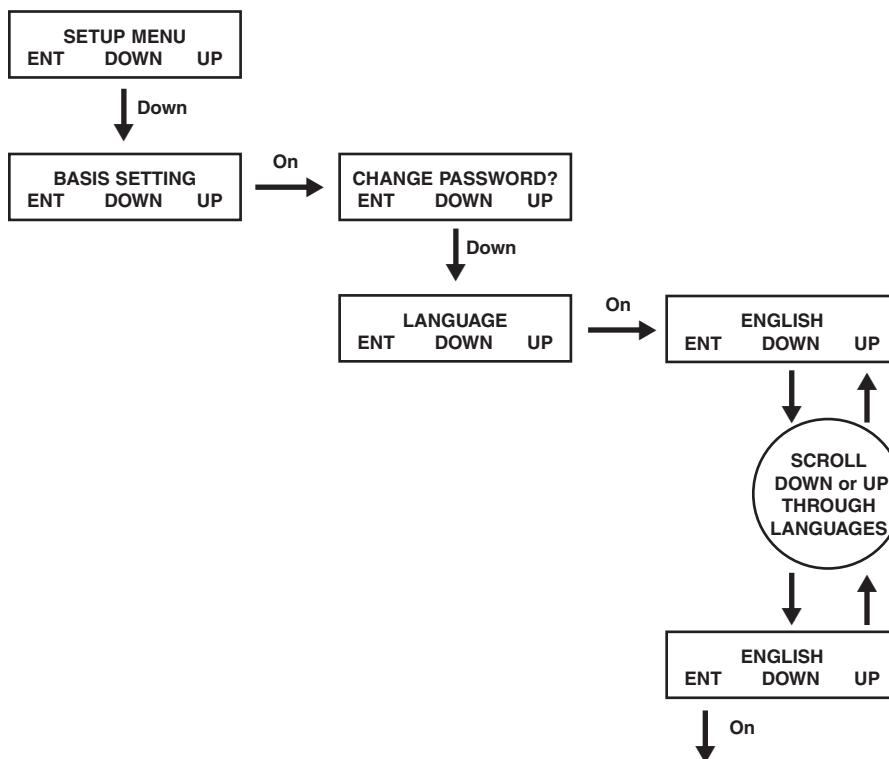 SETUP MENU
ENT DOWN UP
Down
BASIS SETTING
ENT DOWN UP
On
CHANGE PASSWORD?
ENT DOWN UP
Down
LANGUAGE
ENT DOWN UP
On
ENGLISH
ENT DOWN UP
SCROLL
DOWN or UP
THROUGH
LANGUAGES
ENGLISH
ENT DOWN UP
On